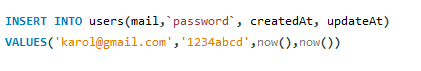 INSERT INTO users(mail,`password`, createdAt, updateAt)
VALUES('karol@gmail.com','1234abcd',now(),now())